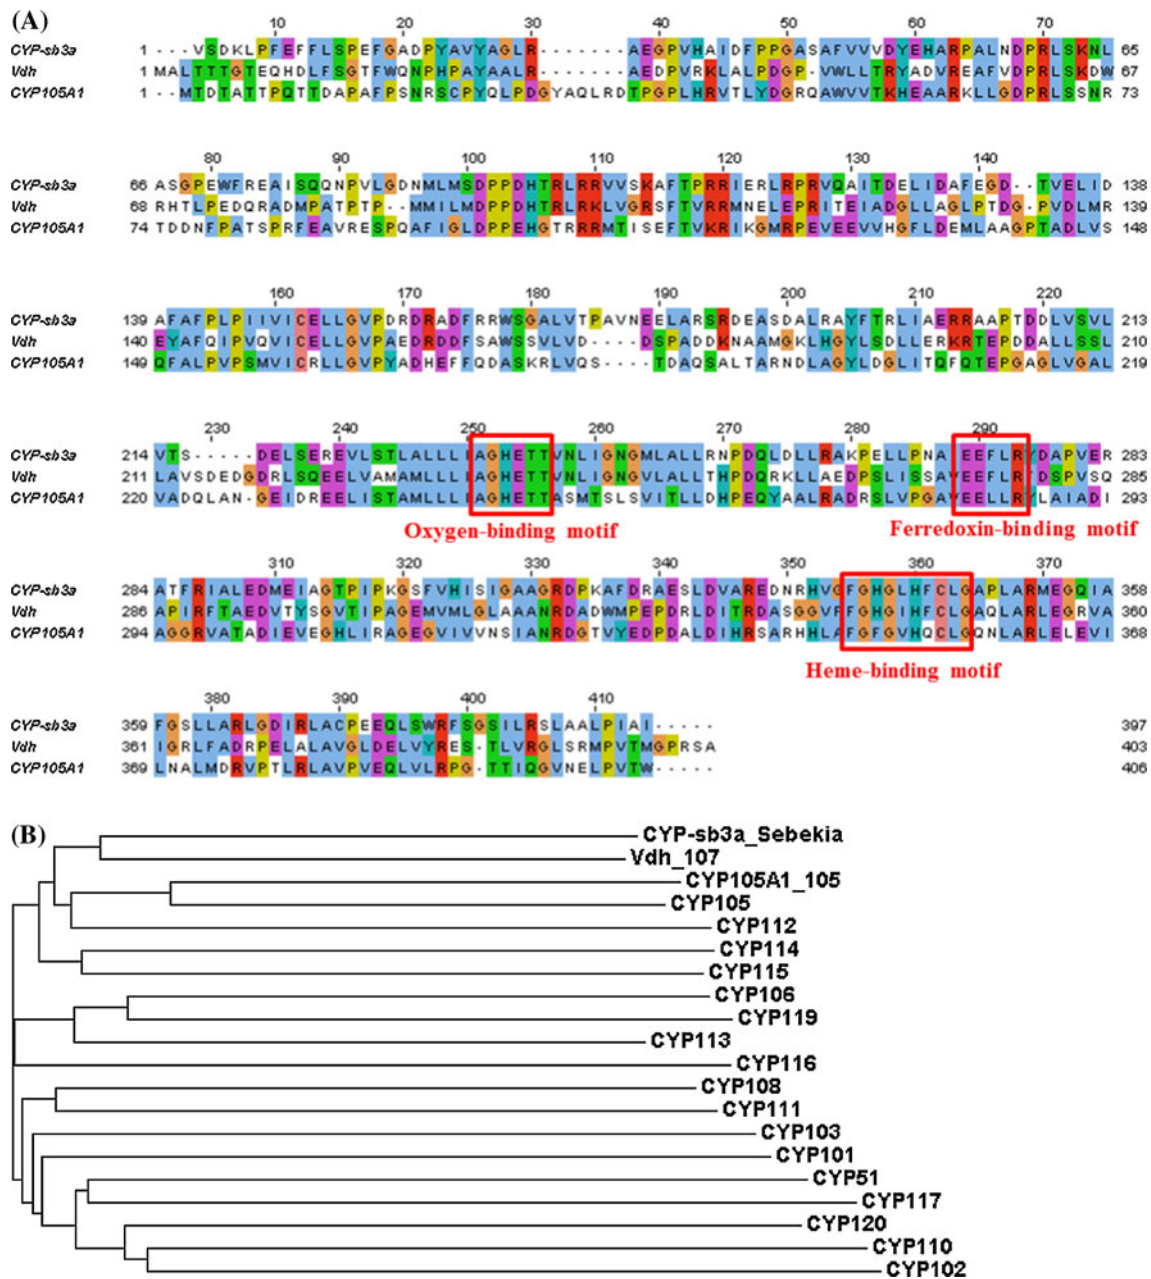 (A)
10 20 30 40 50 60 70
CYP-sb3a 1 ---VSDKLPFEFFLSPEFGADPYAVYAGLR-------AEGPVHAIDFPPGASAFVVVDYEHARPALNDPRLSKNL 65
Vdh 1 MALTTTGTEQHDLFSGTFWQNPHPAYAALR-------AEDPVRKLALPDGP-VWLLTRYADVREAFVDPRLSKDW 67
CYP105A1 1 --MTDTATTPQTTDAPAFPSNRSCPYQLPDGYAQLRDTPGPLHRVTLYDGRQAWVVTKHEAARKLLGDPRLSSNR 73
80 90 100 110 120 130 140
CYP-sb3a 66 ASGPEWFREAISQQNPVLGDNMLMSDPPDHTRLRRVVSKAFTPRRIERLRPRVQAITDELIDAFEGD--TVELID 138
Vdh 68 RHTLPEDQRADMPATPTP--MMILMDPPDHTRLRKLVGRSFTVRRMNELEPRITEIADGLLAGLPTDG-PVDLMR 139
CYP105A1 74 TDDNFPATSPRFEAVRESPQAFIGLDPPEHGTRRRMTISEFTVKRIKGMRPEVEEVVHGFLDEMLAAGPTADLVS 148
160 170 180 190 200 210 220
CYP-sb3a 139 AFAFPLPIIVICELLGVPDRDRADFRRWSGALVTPAVNEELARSRDEASDALRAYFTRLIAERRAAPTDDLVSVL 213
Vdh 140 EYAFQIPVQVICELLGVPAEDRDDFSAWSSVLVD----DSPADDKNAAMGKLHGYLSDLLERKRTEPDDALLSSL 210
CYP105A1 149 QFALPVPSMVICRLLGVPYADHEFFQDASKRLVQS----TDAQSALTARNDLAGYLDGLITQFQTEPGAGLVGAL 219
230 240 250 260 270 280 290
CYP-sb3a 214 VTS-----DELSEREVLSTLALLLLIAGHETTVNLIGNGMLALLRNPDQLDLLRAKPELLPNAIEEFLRYDAPVER 283
Vdh 211 LAVSDEDGDRLSQEELVAMAMLLLIAGHETTVNLIGNGVLALLTHPDQRKLLAEDPSLISSAVEEFLRFDSPVSQ 285
CYP105A1 220 VADQLAN-GEIDREELISTAMLLLIAGHETTASMTSLSVITLLDHPEQYAALRADRSLVPGAVEELLRYLAIADI 293
Oxygen-binding motif
Ferredoxin-binding motif
310 320 330 340 350 360 370
CYP-sb3a 284 ATFRIALEDMEIAGTPIPKGSFVHISIGAAGRDPKAFDRAESLDVAREDNRHVGFGHGLHFCLGAPLARMEGQIA 358
Vdh 286 APIRFTAEDVTYSGVTIPAGEMVMLGLAAANRDADWMPEPDRLDITRDASGGVFFGHGIHFCLGAQLARLEGRVA 360
CYP105A1 294 AGGRVATADIEVEGHLIRAGEGVIVVNSIANRDGTVYEDPDALDIHRSARHHLAFGFGVHQCLGQNLARLELEVI 368
Heme-binding motif
380 390 400 410
CYP-sb3a 359 FGSLLARLGDIRLACPEEQLSWRFSGSILRSLAALPIAI----- 397
Vdh 361 IGRLFADRPELALAVGLDELVYRES-TLVRGLSRMPVTMGPRSA 403
CYP105A1 369 LNALMDRVPTLRLAVPVEQLVLRPG-TTIQGVNELPVTW----- 406
(B)
CYP-sb3a_Sebekia
Vdh_107
CYP105A1_105
CYP105
CYP112
CYP114
CYP115
CYP106
CYP119
CYP113
CYP116
CYP108
CYP111
CYP103
CYP101
CYP51
CYP117
CYP120
CYP110
CYP102